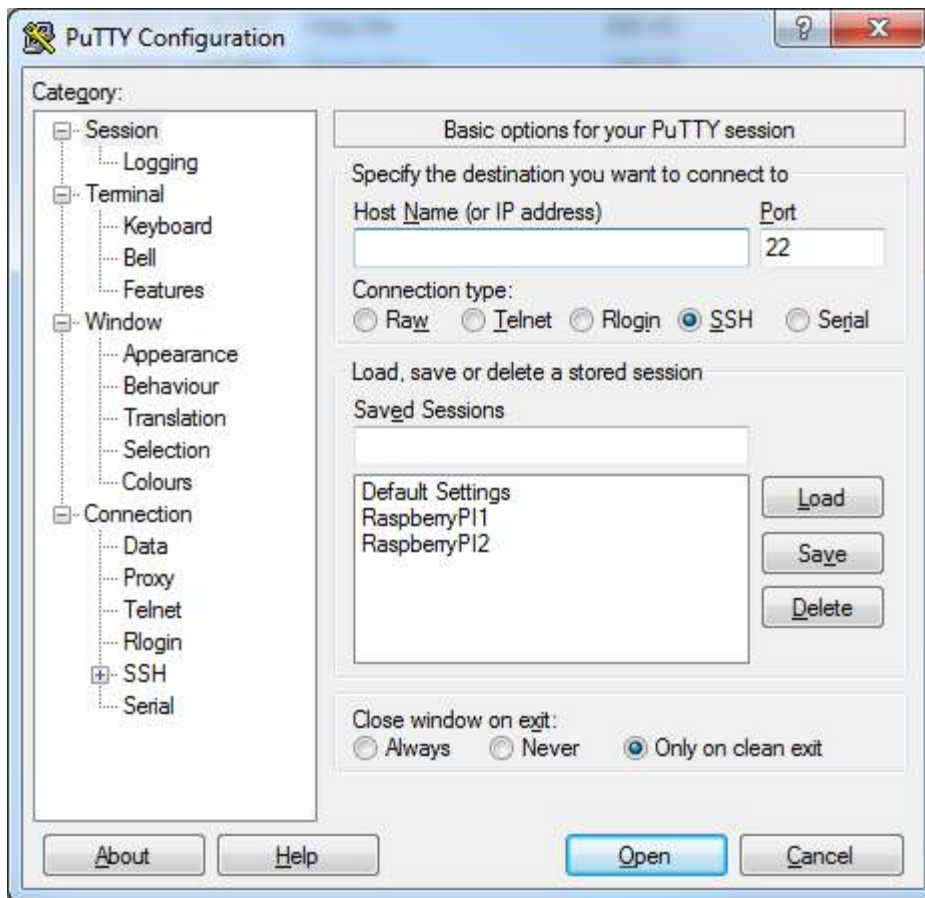 PuTTY Configuration
Category:
Session
Logging
Terminal
Keyboard
Bell
Features
Window
Appearance
Behaviour
Translation
Selection
Colours
Connection
Data
Proxy
Telnet
Rlogin
SSH
Serial
Basic options for your PuTTY session
Specify the destination you want to connect to
Host Name (or IP address) Port
22
Connection type:
Raw Telnet Rlogin SSH Serial
Load, save or delete a stored session
Saved Sessions
Default Settings
RaspberryPI1
RaspberryPI2
Load
Save
Delete
Close window on exit:
Always Never Only on clean exit
About Help Open Cancel